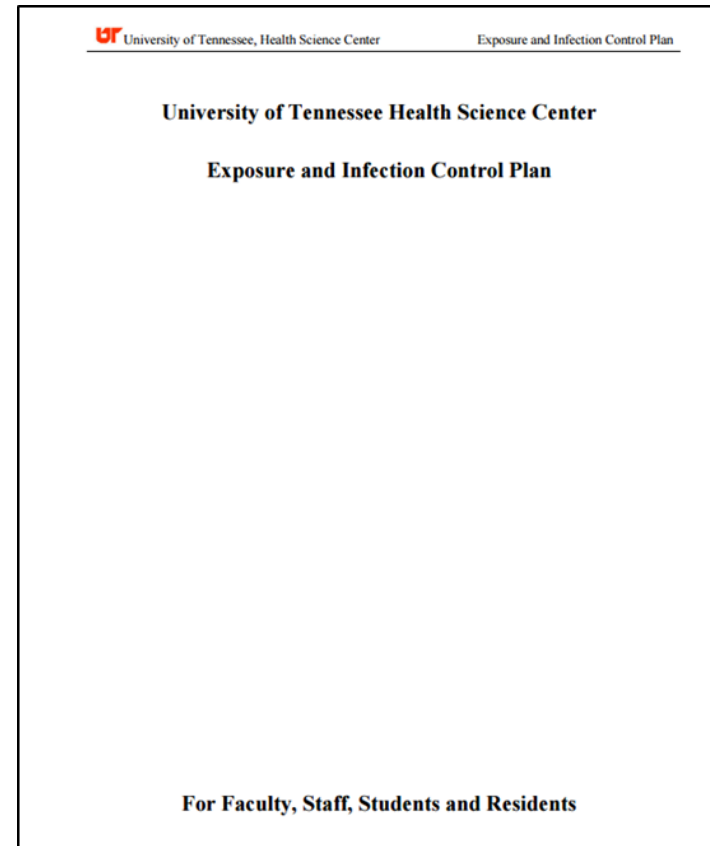 UT University of Tennessee, Health Science Center Exposure and Infection Control Plan
University of Tennessee Health Science Center
Exposure and Infection Control Plan
For Faculty, Staff, Students and Residents